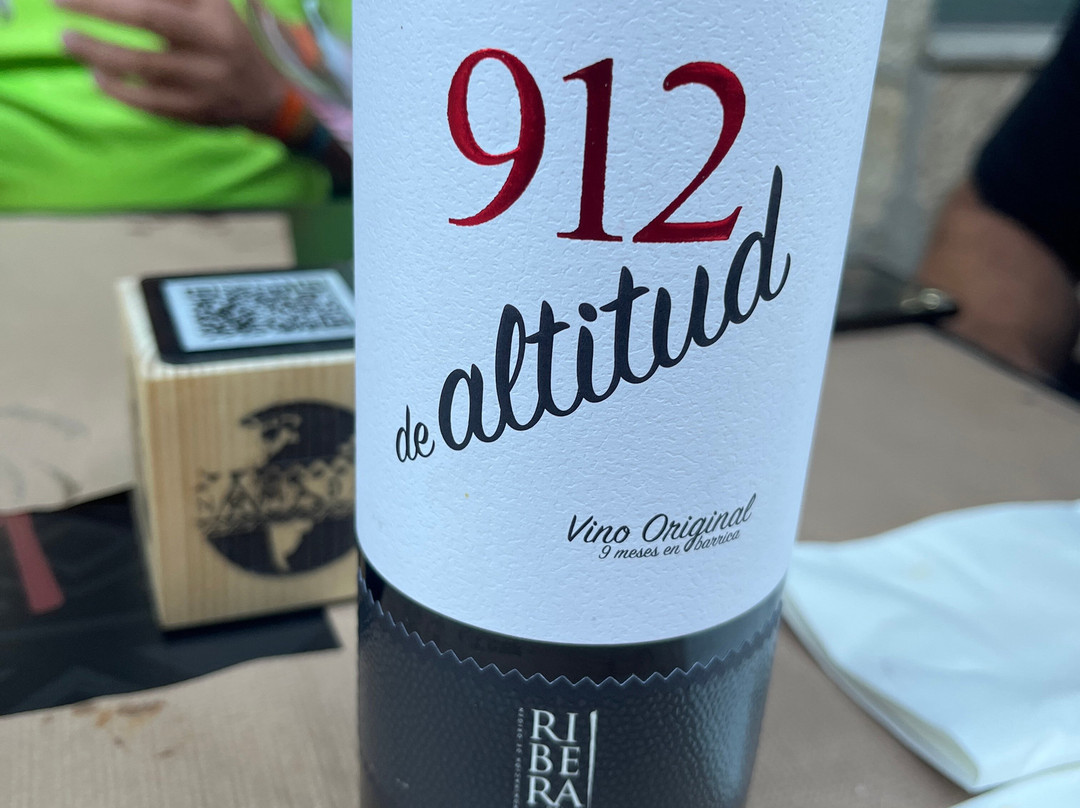 912
de altitud
Vino Original
9 meses en barrica
RI
BE
RA